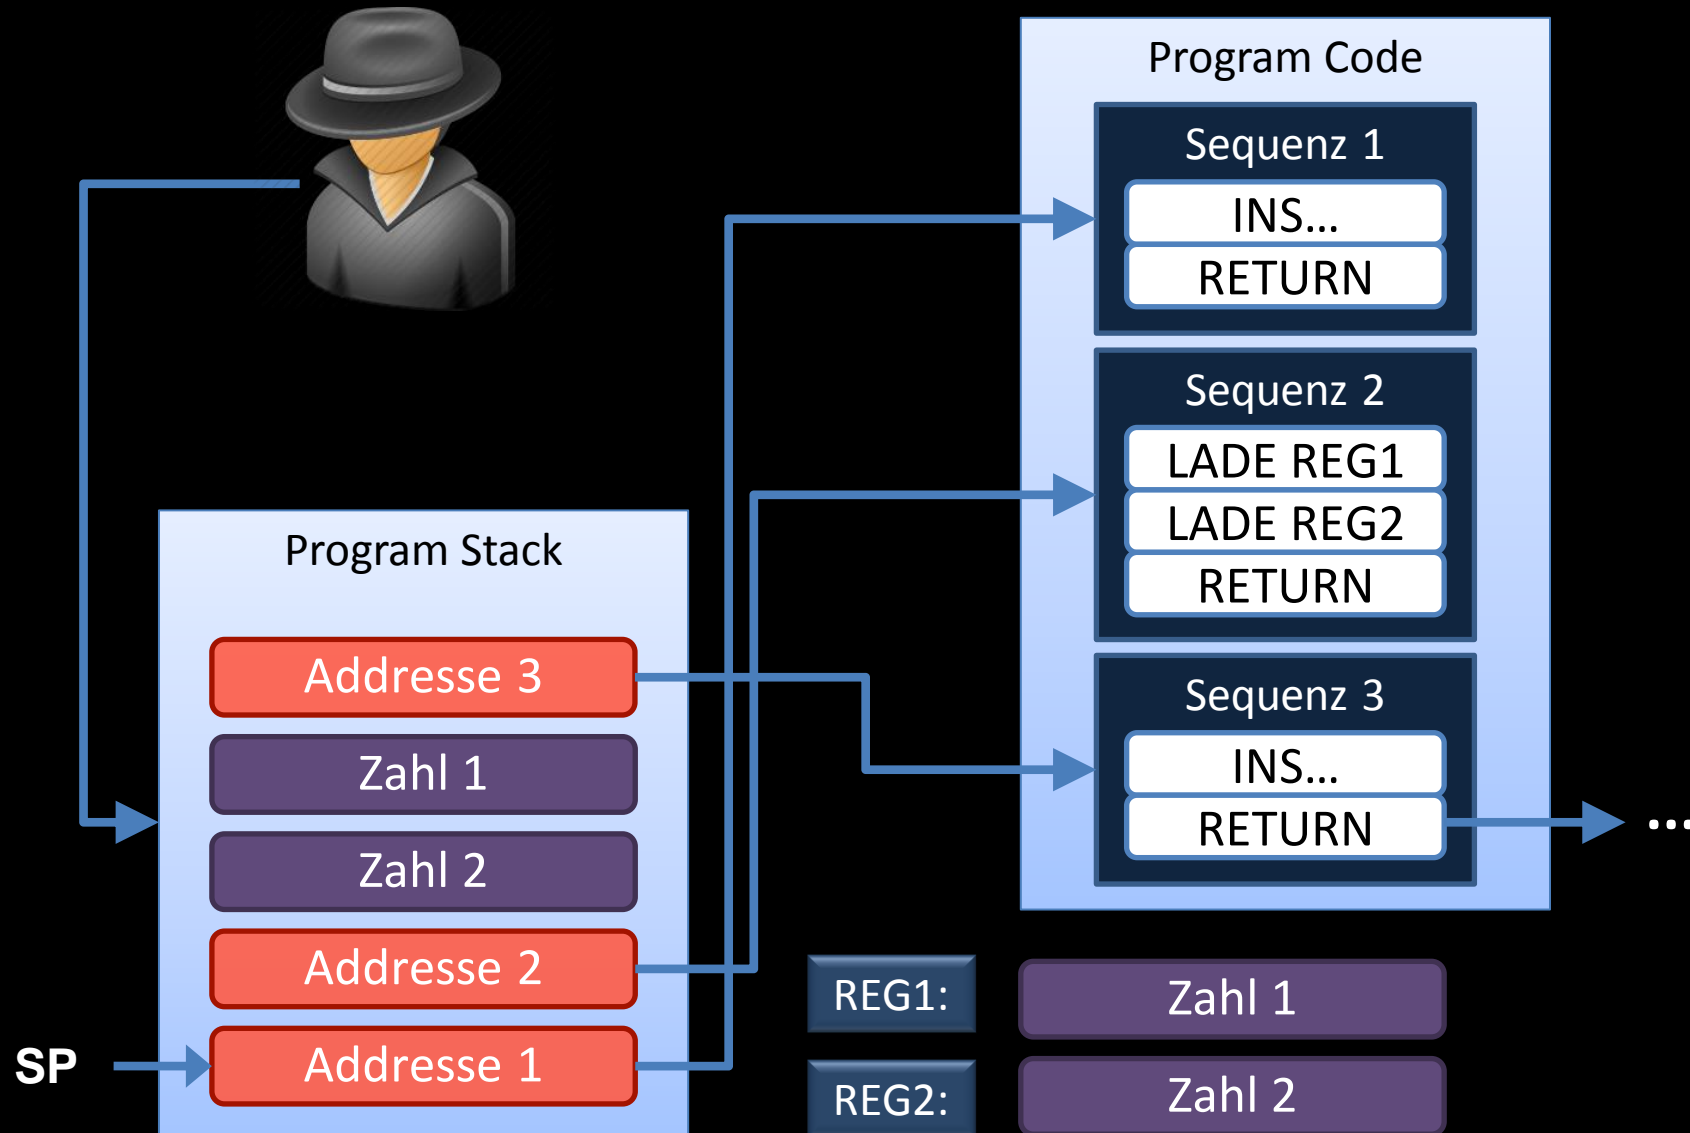 Program Code
Sequenz 1
INS...
RETURN
Sequenz 2
LADE REG1
LADE REG2
RETURN
Sequenz 3
INS...
RETURN
...
Program Stack
Addresse 3
Zahl 1
Zahl 2
Addresse 2
Addresse 1
SP
REG1:
Zahl 1
REG2:
Zahl 2